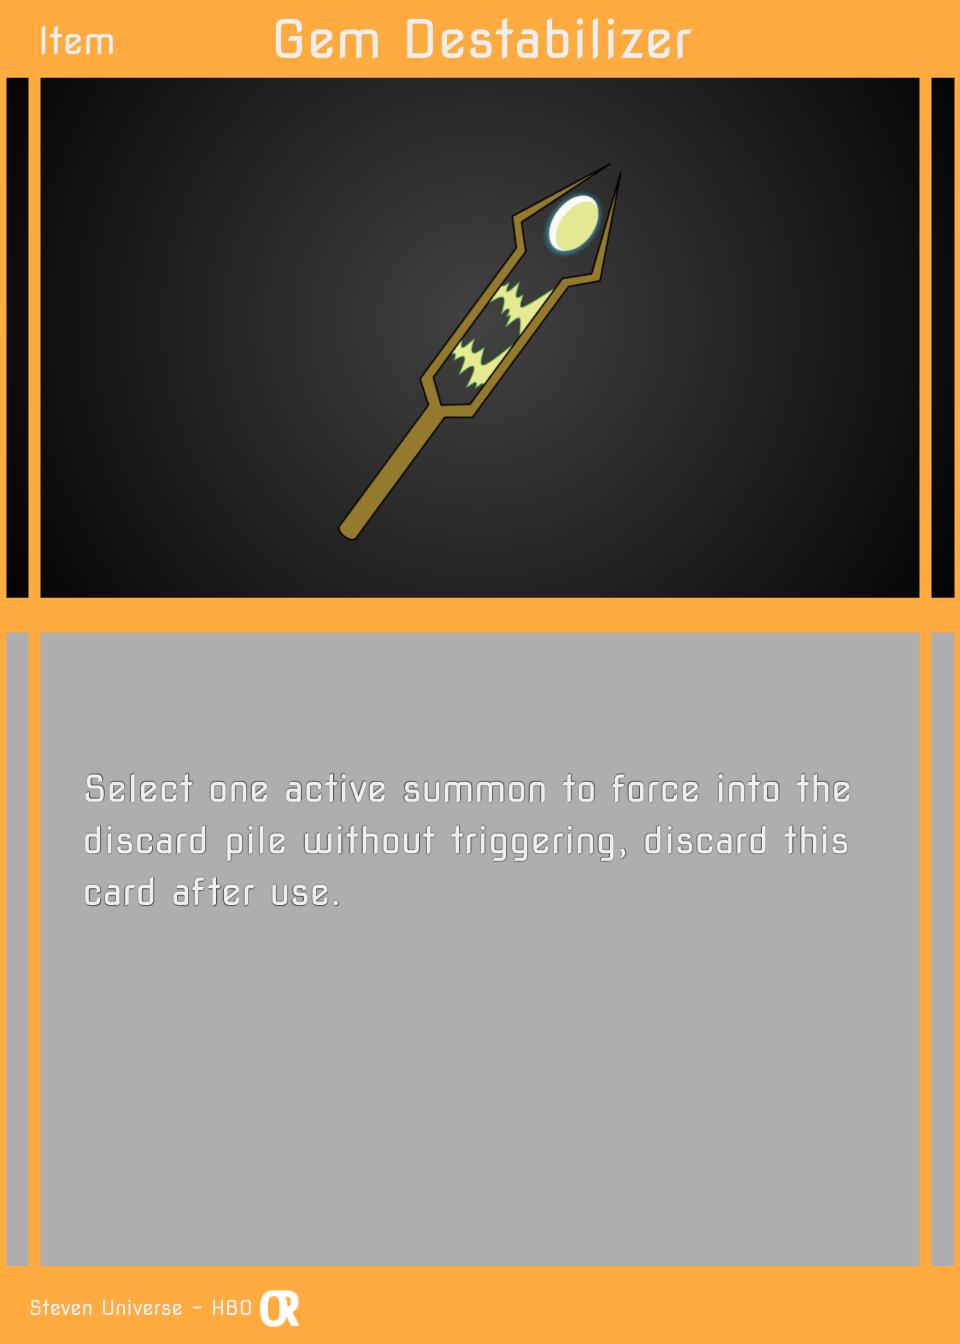 Item
Gem Destabilizer
Select one active summon to force into the
discard pile without triggering, discard this
card after use.
Steven Universe - HBO OR